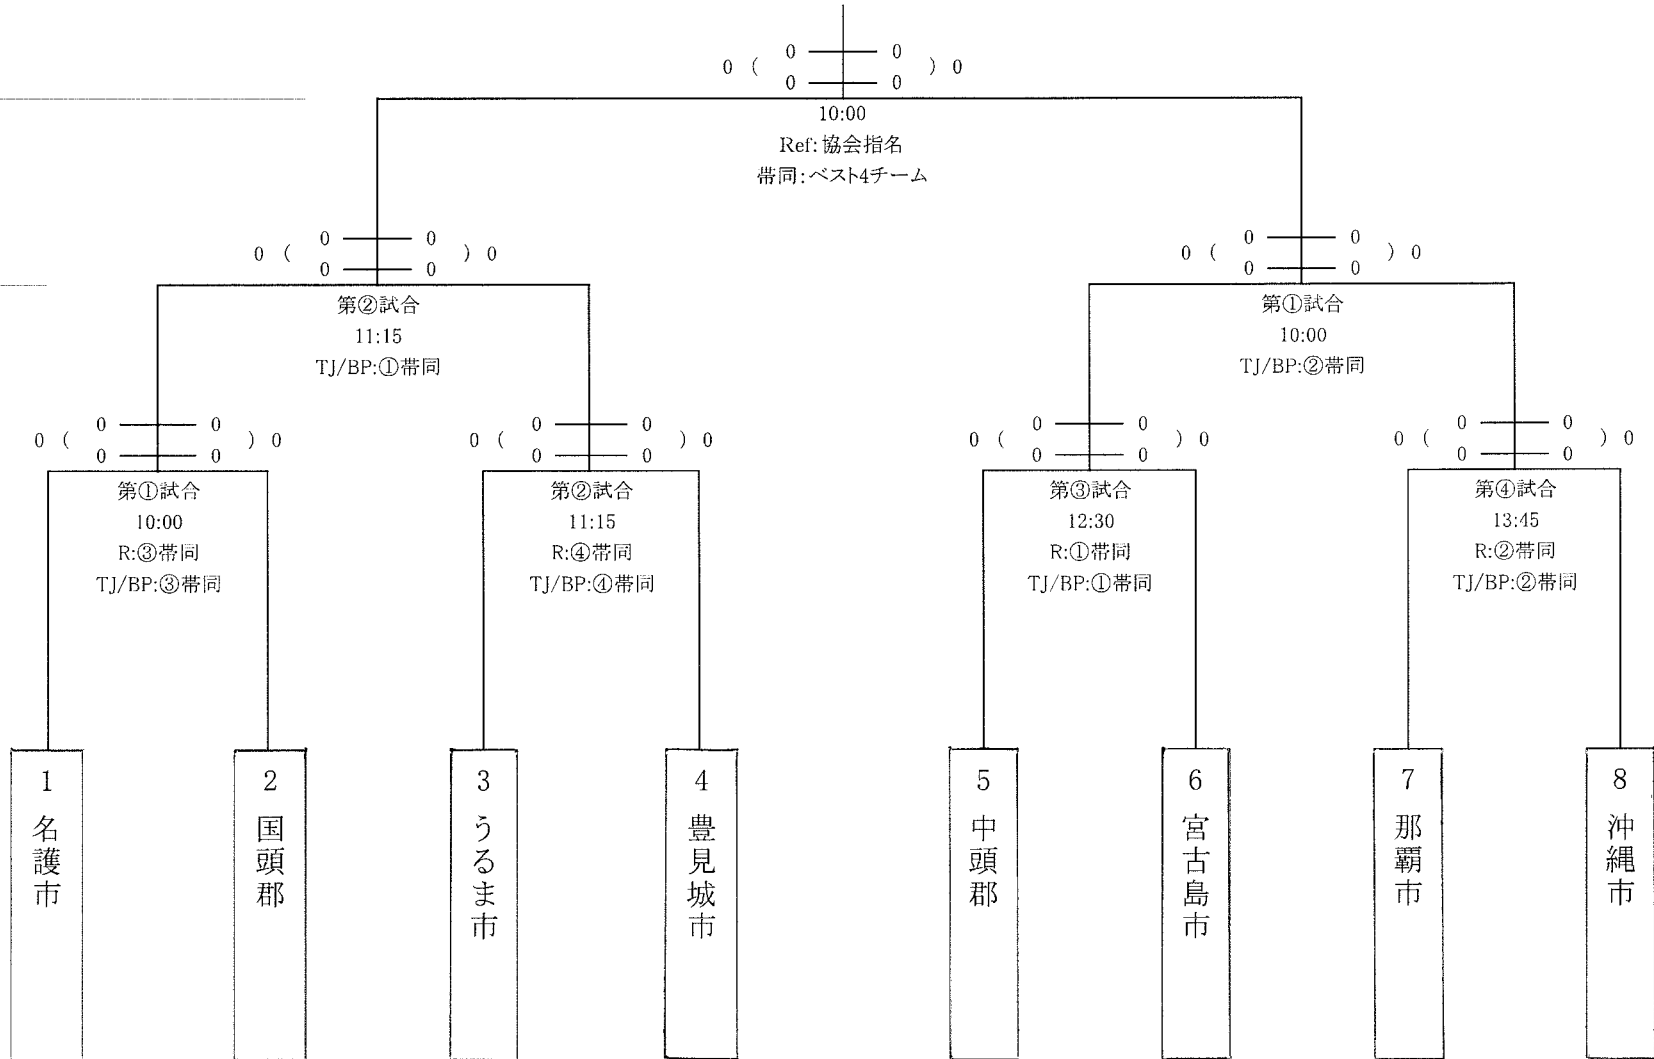 0 0
0 ( ) 0
0 0
10:00
Ref:協会指名
帯同:ベスト4チーム
0 0
0 ( ) 0
0 0
第②試合
11:15
TJ/BP:①帯同
0 0
0 ( ) 0
0 0
第①試合
10:00
TJ/BP:②帯同
0 0
0 ( ) 0
0 0
第①試合
10:00
R:③帯同
TJ/BP:③帯同
0 0
0 ( ) 0
0 0
第②試合
11:15
R:④帯同
TJ/BP:④帯同
0 0
0 ( ) 0
0 0
第③試合
12:30
R:①帯同
TJ/BP:①帯同
0 0
0 ( ) 0
0 0
第④試合
13:45
R:②帯同
TJ/BP:②帯同
1
名護市
2
国頭郡
3
うるま市
4
豊見城市
5
中頭郡
6
宮古島市
7
那覇市
8
沖縄市